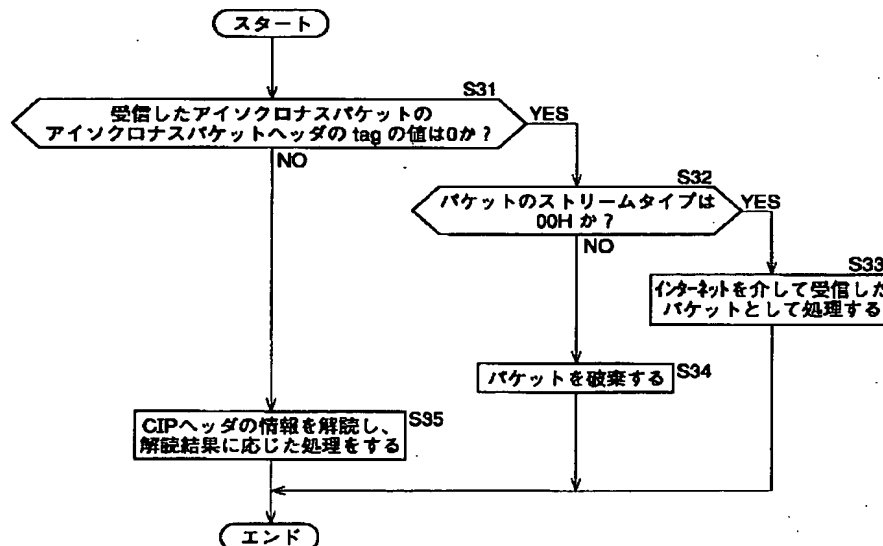 スタート
S31
受信したアイソクロナスパケットの
アイソクロナスパケットヘッダの tag の値は0か？
YES
NO
S32
パケットのストリームタイプは
00H か？
YES
NO
S33
インターネットを介して受信した
パケットとして処理する
パケットを破棄する
S34
S35
CIPヘッダの情報を解読し、
解読結果に応じた処理をする
エンド